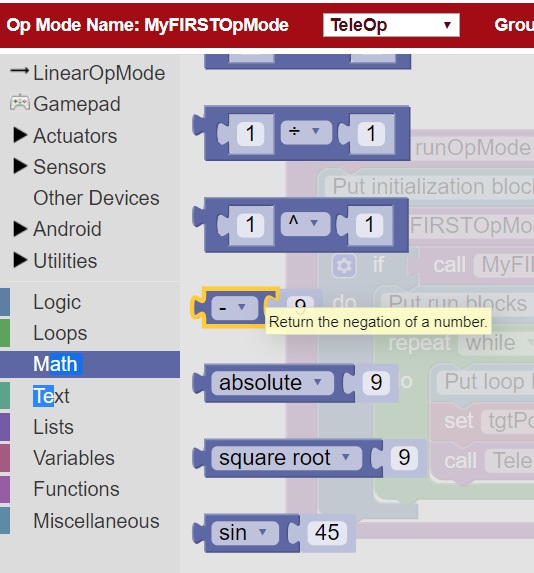 Op Mode Name: MyFIRSTOpMode TeleOp Grou
LinearOpMode
Gamepad
Actuators
Sensors
Other Devices
Android
Utilities
Logic
Loops
Math
Text
Lists
Variables
Functions
Miscellaneous
1 ÷ 1
1 ^ 1
- 9
Return the negation of a number.
absolute 9
square root 9
sin 45
runOpMode
Put initialization block
FIRSTOpMo
if call MyFI
do Put run blocks
repeat while
o Put loop
set tgtPo
call Tele